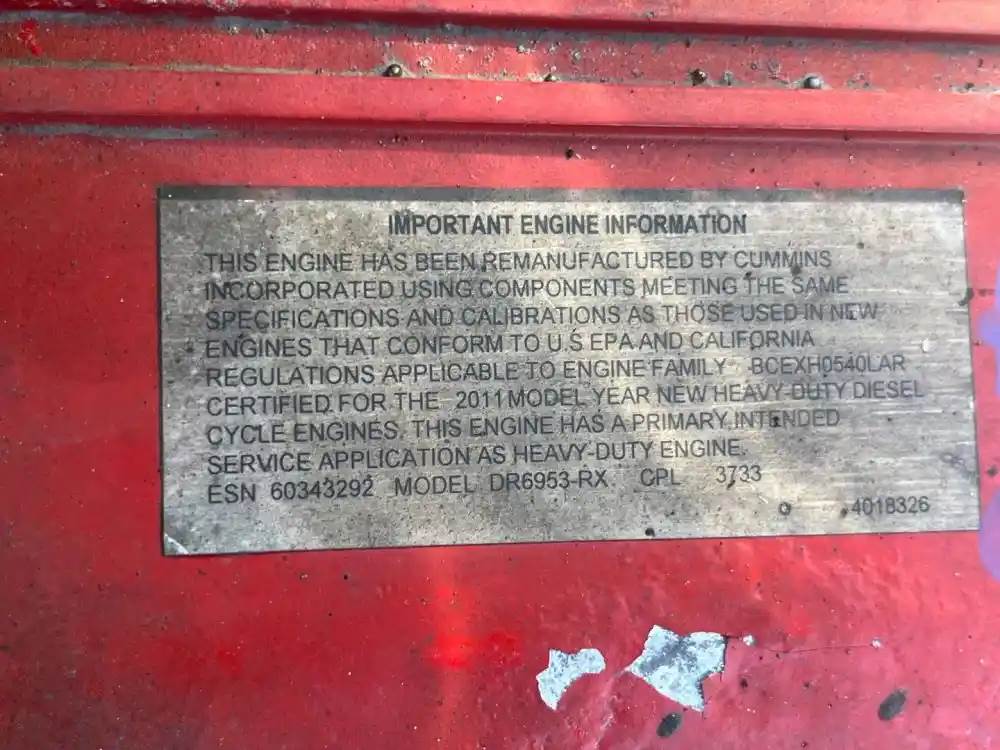 IMPORTANT ENGINE INFORMATION
THIS ENGINE HAS BEEN REMANUFACTURED BY CUMMINS
INCORPORATED USING COMPONENTS MEETING THE SAME
SPECIFICATIONS AND CALIBRATIONS AS THOSE USED IN NEW
ENGINES THAT CONFORM TO U.S EPA AND CALIFORNIA
REGULATIONS APPLICABLE TO ENGINE FAMILY BCEXH0540LAR
CERTIFIED FOR THE 2011 MODEL YEAR NEW HEAVY-DUTY DIESEL
CYCLE ENGINES. THIS ENGINE HAS A PRIMARY INTENDED
SERVICE APPLICATION AS HEAVY-DUTY ENGINE.
ESN 60343292 MODEL DR6953-RX CPL 3733
4018326